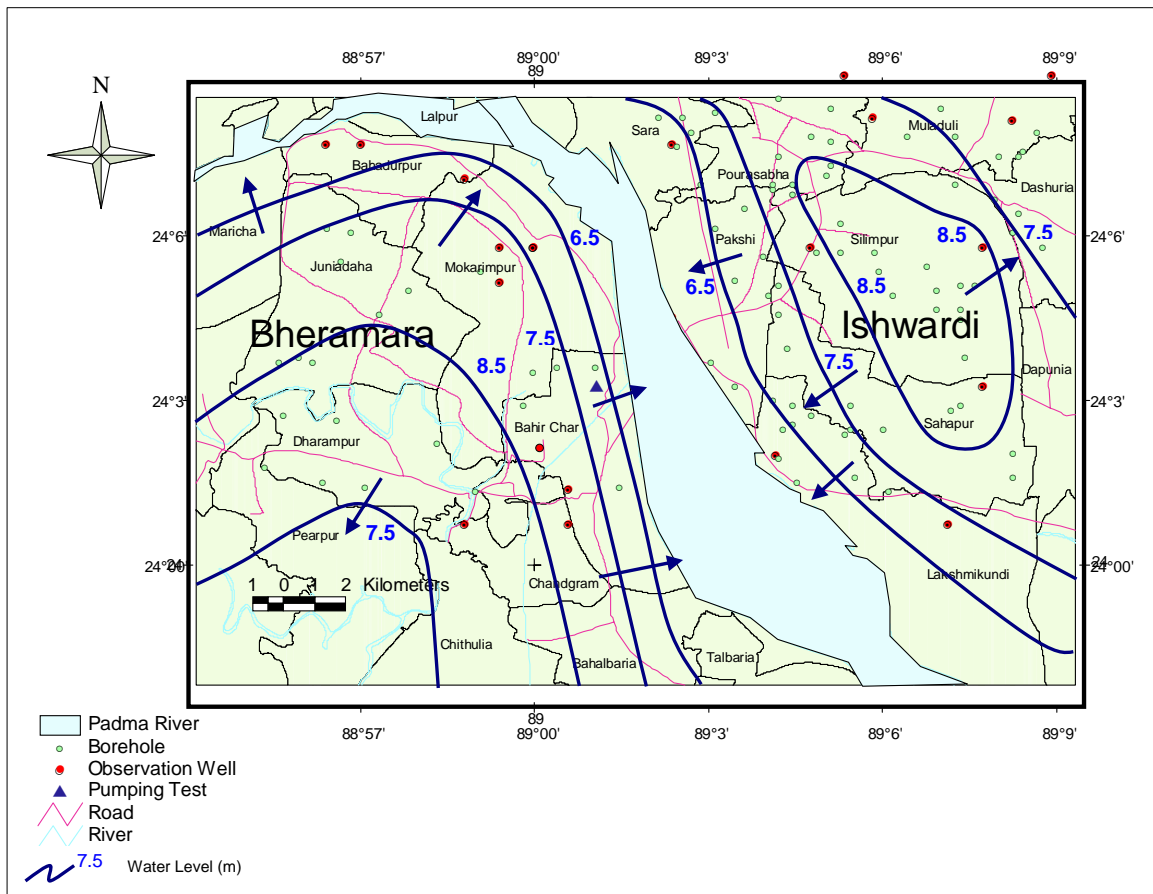 88°57' 89°00' 89°3' 89°6' 89°9'
89
N
Lalpur
Sara
Muladuli
Bahadurpur
Pourasabha
Dashuria
Maricha
24°6' 6.5 Pakshi Silimpur 8.5 7.5 24°6'
Juniadaha Mokarimpur
6.5 8.5
Bheramara 7.5 Ishwardi
8.5 7.5 Dapunia
24°3' 24°3'
Bahir Char Sahapur
Dharampur
Pearpur 7.5
24°00' 24 24 24°00'
1 0 1 2 Kilometers Chandgram Lakshmikundi
Chithulia Bahalbaria Talbaria
89
88°57' 89°00' 89°3' 89°6' 89°9'
Padma River
Borehole
Observation Well
Pumping Test
Road
River
7.5 Water Level (m)